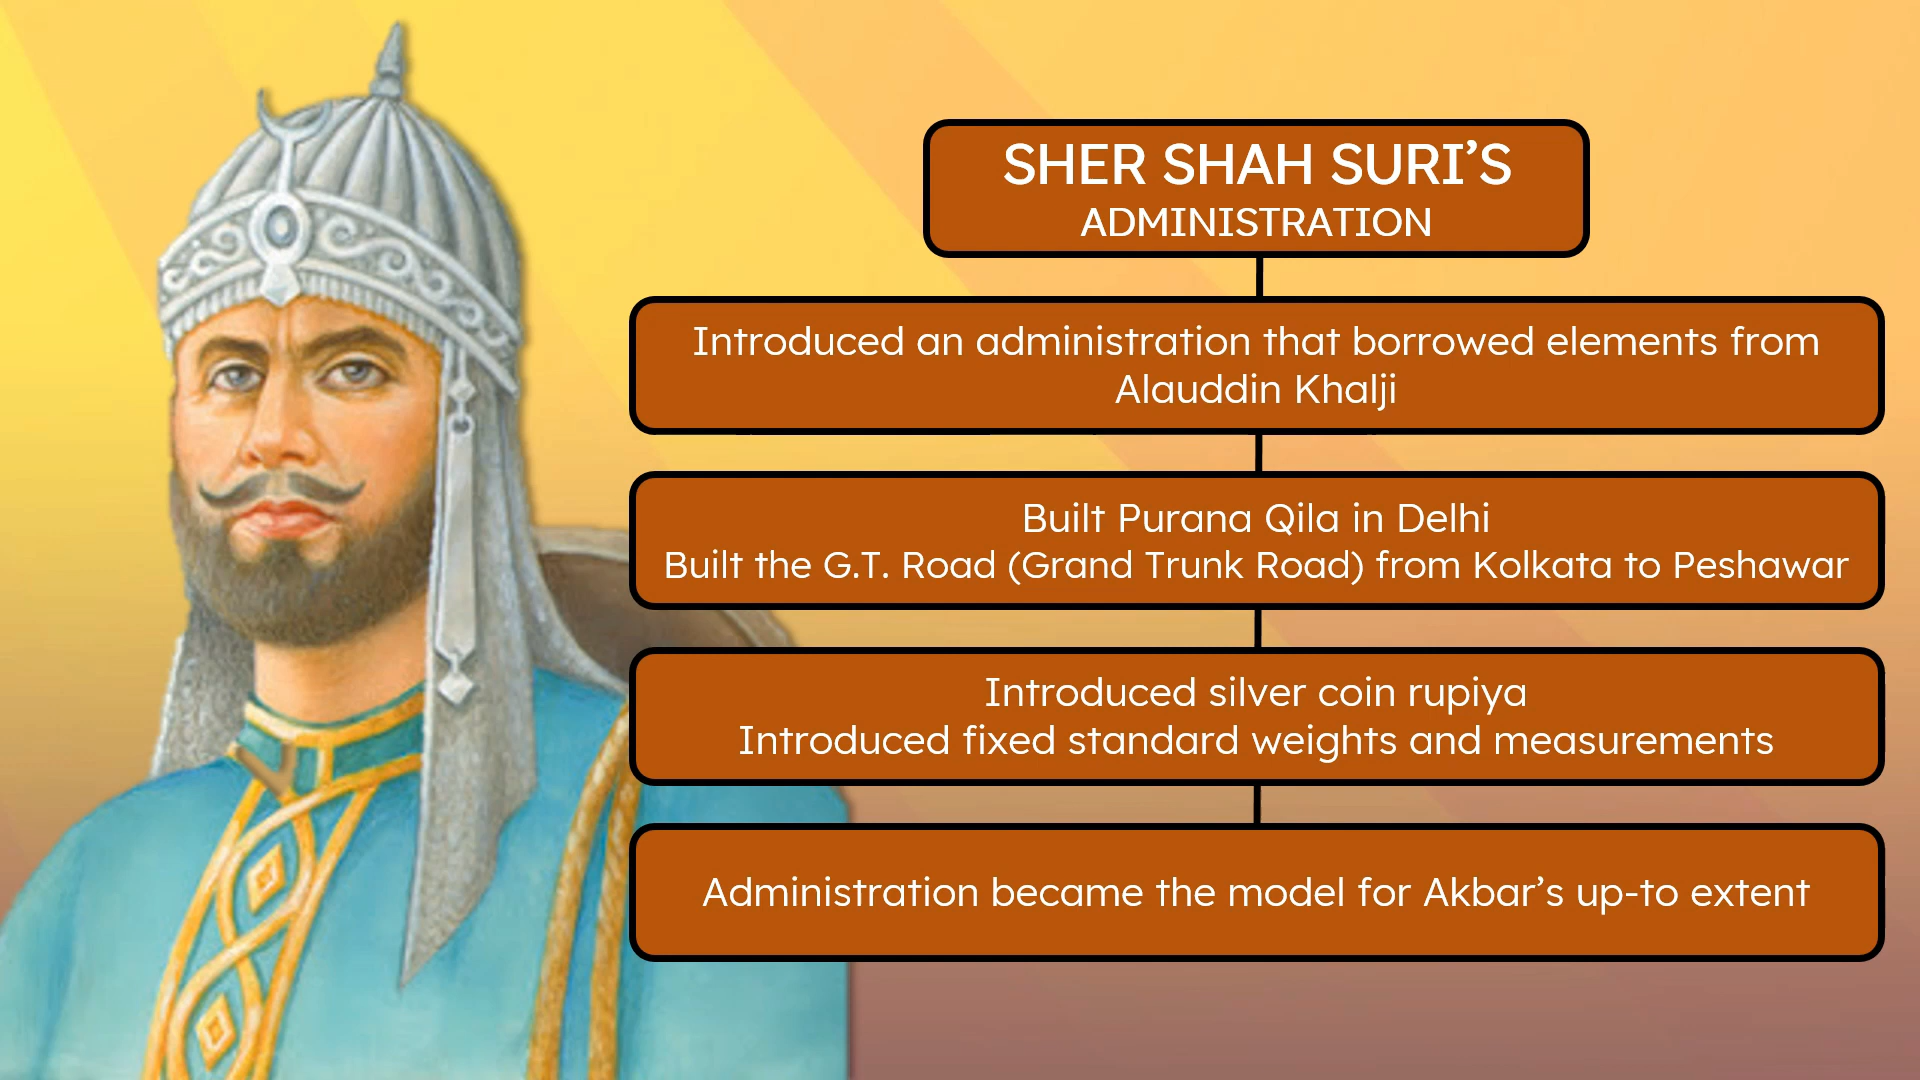 SHER SHAH SURI’S
ADMINISTRATION
Introduced an administration that borrowed elements from
Alauddin Khalji
Built Purana Qila in Delhi
Built the G.T. Road (Grand Trunk Road) from Kolkata to Peshawar
Introduced silver coin rupiya
Introduced fixed standard weights and measurements
Administration became the model for Akbar’s up-to extent